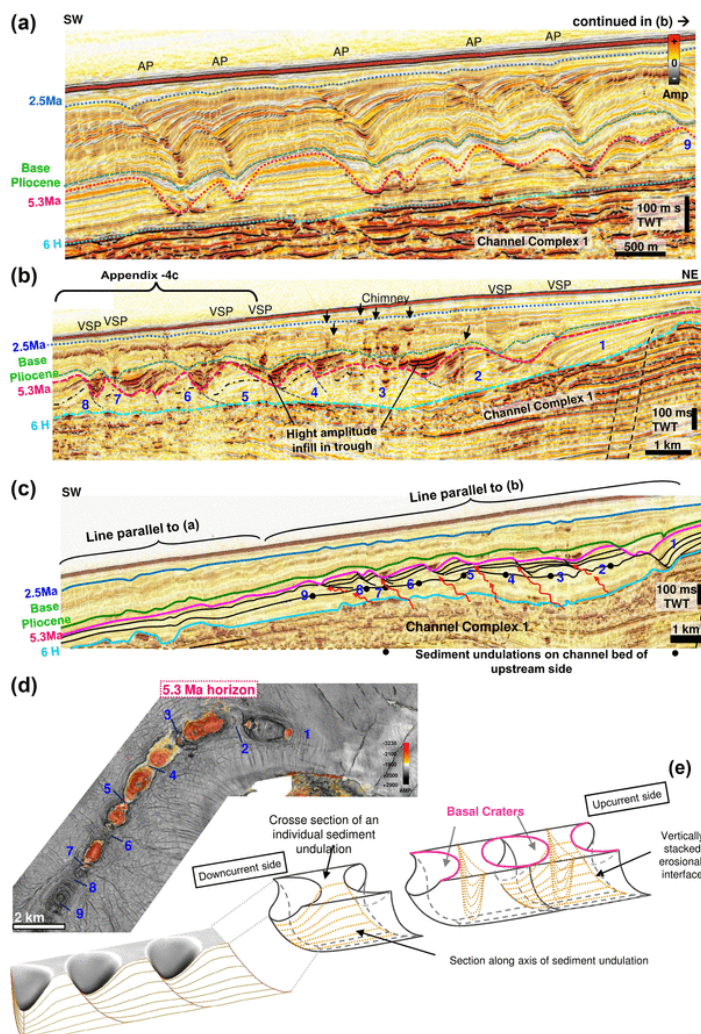 (a)
SW
continued in (b) →
AP
AP
AP
AP
AP
+
0
-
Amp
2.5Ma
Base
Pliocene
5.3Ma
6 H
9
100 m s
TWT
Channel Complex 1
500 m
(b)
Appendix -4c
NE
VSP
VSP
VSP
VSP
Chimney
VSP
VSP
2.5Ma
Base
Pliocene
5.3Ma
6 H
8
7
6
5
4
3
2
1
Channel Complex 1
Hight amplitude
infill in trough
100 ms
TWT
1 km
(c)
SW
Line parallel to (a)
Line parallel to (b)
2.5Ma
Base
Pliocene
5.3Ma
6 H
9
8
7
6
5
4
3
2
1
Channel Complex 1
100 ms
TWT
1 km
Sediment undulations on channel bed of
upstream side
(d)
5.3 Ma horizon
3
2
1
4
5
6
7
8
9
2 km
(e)
Crosse section of an
individual sediment
undulation
Downcurrent side
Basal Craters
Upcurrent side
Vertically
stacked
erosional
interface
Section along axis of sediment undulation